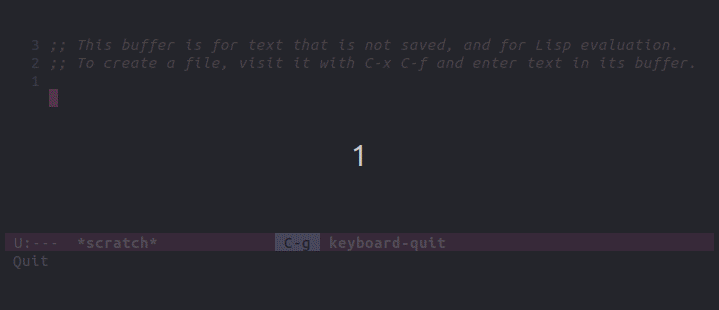 3 ;; This buffer is for text that is not saved, and for Lisp evaluation.
2 ;; To create a file, visit it with C-x C-f and enter text in its buffer.
1
1
U:--- *scratch* C-g keyboard-quit
Quit